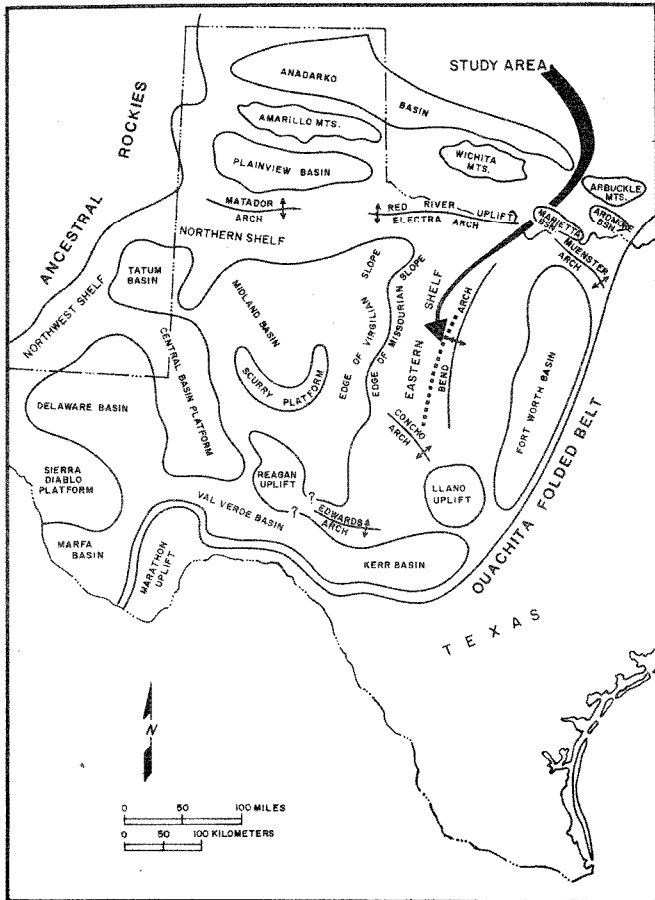 STUDY AREA
ANADARKO
BASIN
AMARILLO MTS.
WICHITA
MTS.
PLAINVIEW BASIN
ARBUCKLE
MTS.
ARDMORE
BSN.
MARIETTA
BSN.
MUENSTER
ARCH
MATADOR
ARCH
RED RIVER UPLIFT
ELECTRA ARCH
ANCESTRAL ROCKIES
NORTHERN SHELF
NORTHWEST SHELF
TATUM
BASIN
MIDLAND BASIN
EDGE OF VIRGILIAN SLOPE
EDGE OF MISSOURIAN SLOPE
EASTERN SHELF
BEND ARCH
CENTRAL BASIN
PLATFORM
SCURRY PLATFORM
FORT WORTH BASIN
DELAWARE BASIN
CONCHO
ARCH
SIERRA
DIABLO
PLATFORM
REAGAN
UPLIFT
LLANO
UPLIFT
OUACHITA FOLDED BELT
VAL VERDE BASIN
?
?
EDWARDS
ARCH
MARFA
BASIN
MARATHON
UPLIFT
KERR BASIN
TEXAS
N
0 50 100 MILES
0 50 100 KILOMETERS